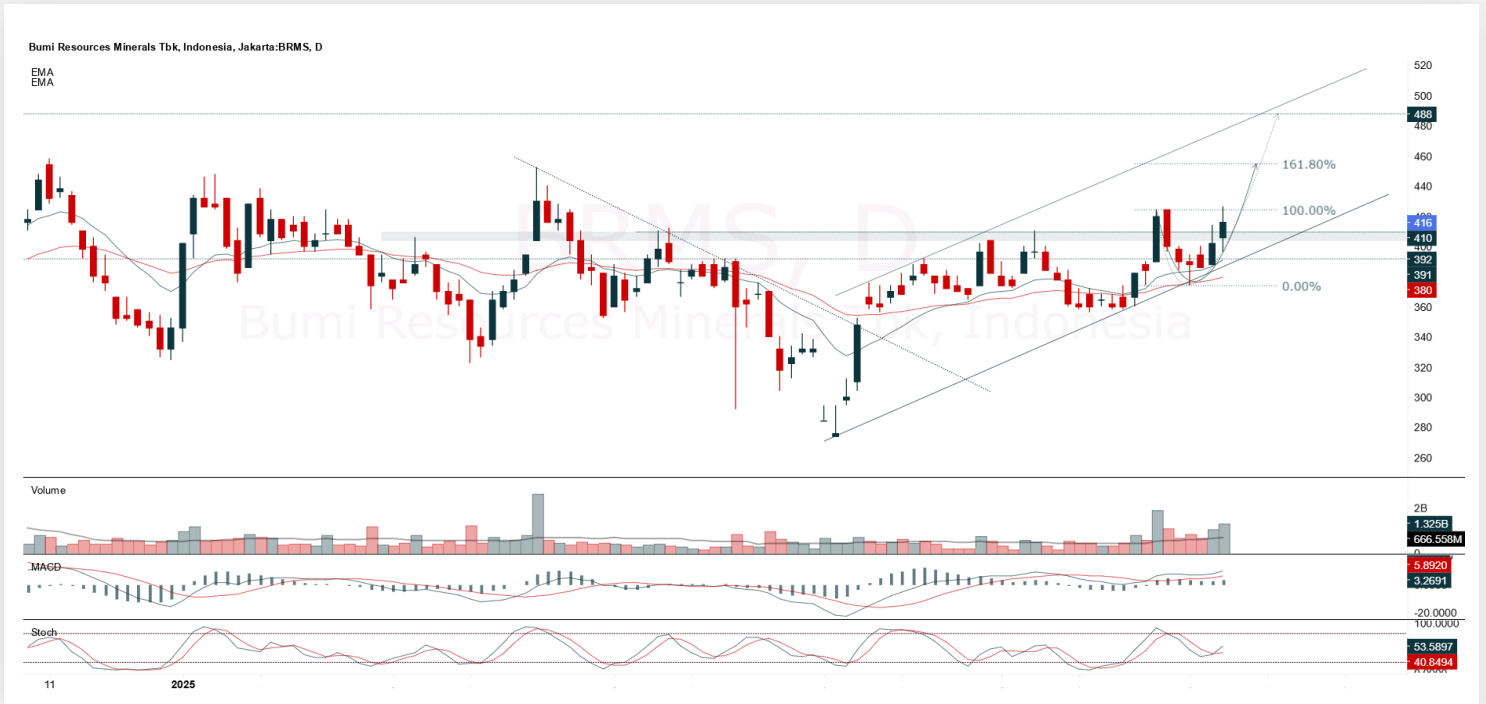 Bumi Resources Minerals Tbk, Indonesia, Jakarta:BRMS, D
EMA
EMA
BRMS, D
Bumi Resources Minerals Tbk, Indonesia
520
500
488
480
460
161.80%
440
100.00%
416
410
400
392
391
380
0.00%
360
340
320
300
280
260
Volume
2B
1.325B
666.558M
0
MACD
5.8920
3.2691
-20.0000
Stoch
100.0000
53.5897
40.8494
11
2025